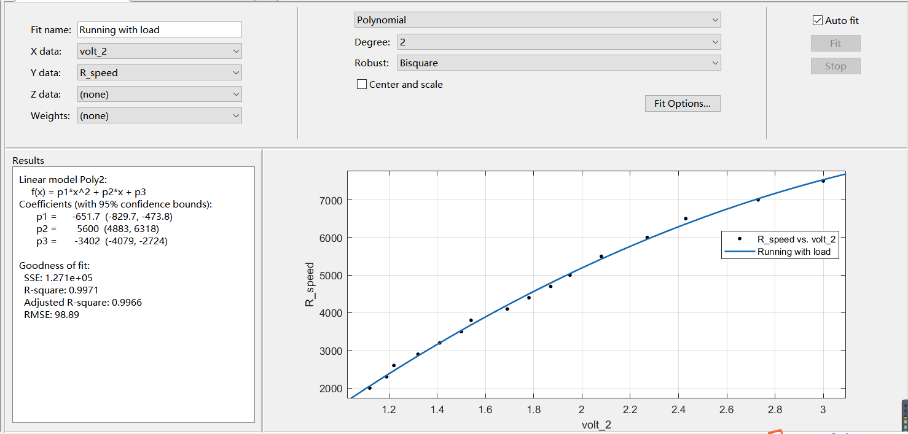 Fit name: Running with load
X data: volt_2
Y data: R_speed
Z data: (none)
Weights: (none)
Polynomial
Degree: 2
Robust: Bisquare
Center and scale
Fit Options...
Auto fit
Fit
Stop
Results
Linear model Poly2:
f(x) = p1*x^2 + p2*x + p3
Coefficients (with 95% confidence bounds):
p1 = -651.7 (-829.7, -473.8)
p2 = 5600 (4883, 6318)
p3 = -3402 (-4079, -2724)
Goodness of fit:
SSE: 1.271e+05
R-square: 0.9971
Adjusted R-square: 0.9966
RMSE: 98.89
7000
6000
5000
4000
3000
2000
R_speed
R_speed vs. volt_2
Running with load
1.2 1.4 1.6 1.8 2 2.2 2.4 2.6 2.8 3
volt_2